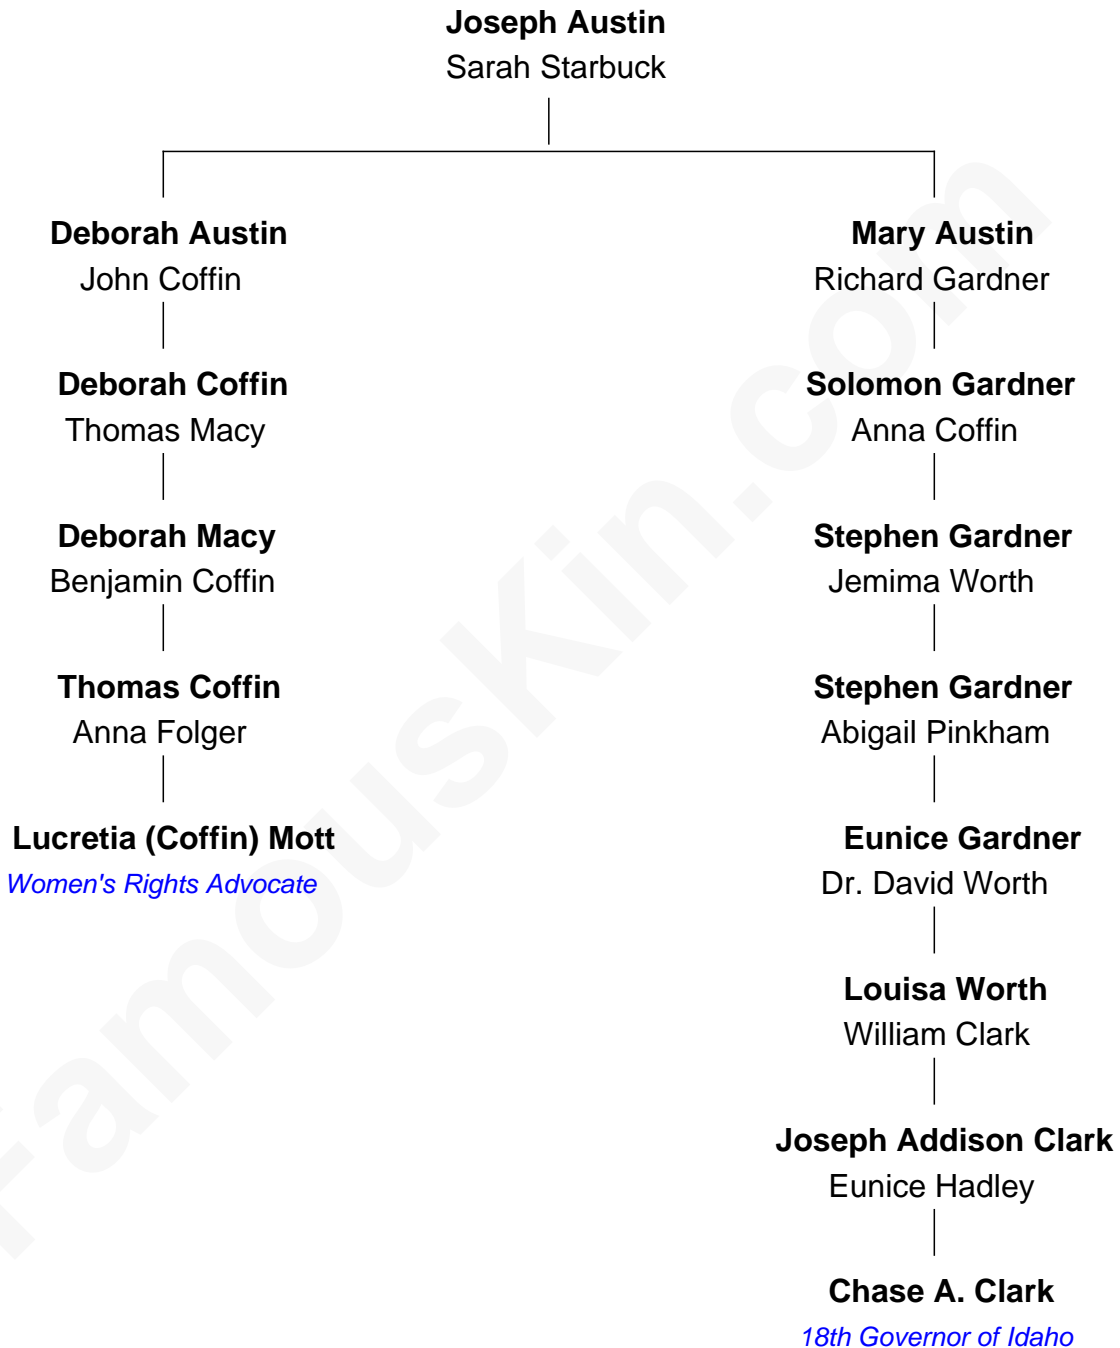 Joseph Austin
Sarah Starbuck
Deborah Austin
John Coffin
Mary Austin
Richard Gardner
Deborah Coffin
Thomas Macy
Solomon Gardner
Anna Coffin
Deborah Macy
Benjamin Coffin
Stephen Gardner
Jemima Worth
Thomas Coffin
Anna Folger
Stephen Gardner
Abigail Pinkham
Lucretia (Coffin) Mott
Women's Rights Advocate
Eunice Gardner
Dr. David Worth
Louisa Worth
William Clark
Joseph Addison Clark
Eunice Hadley
Chase A. Clark
18th Governor of Idaho
FamousKin.com